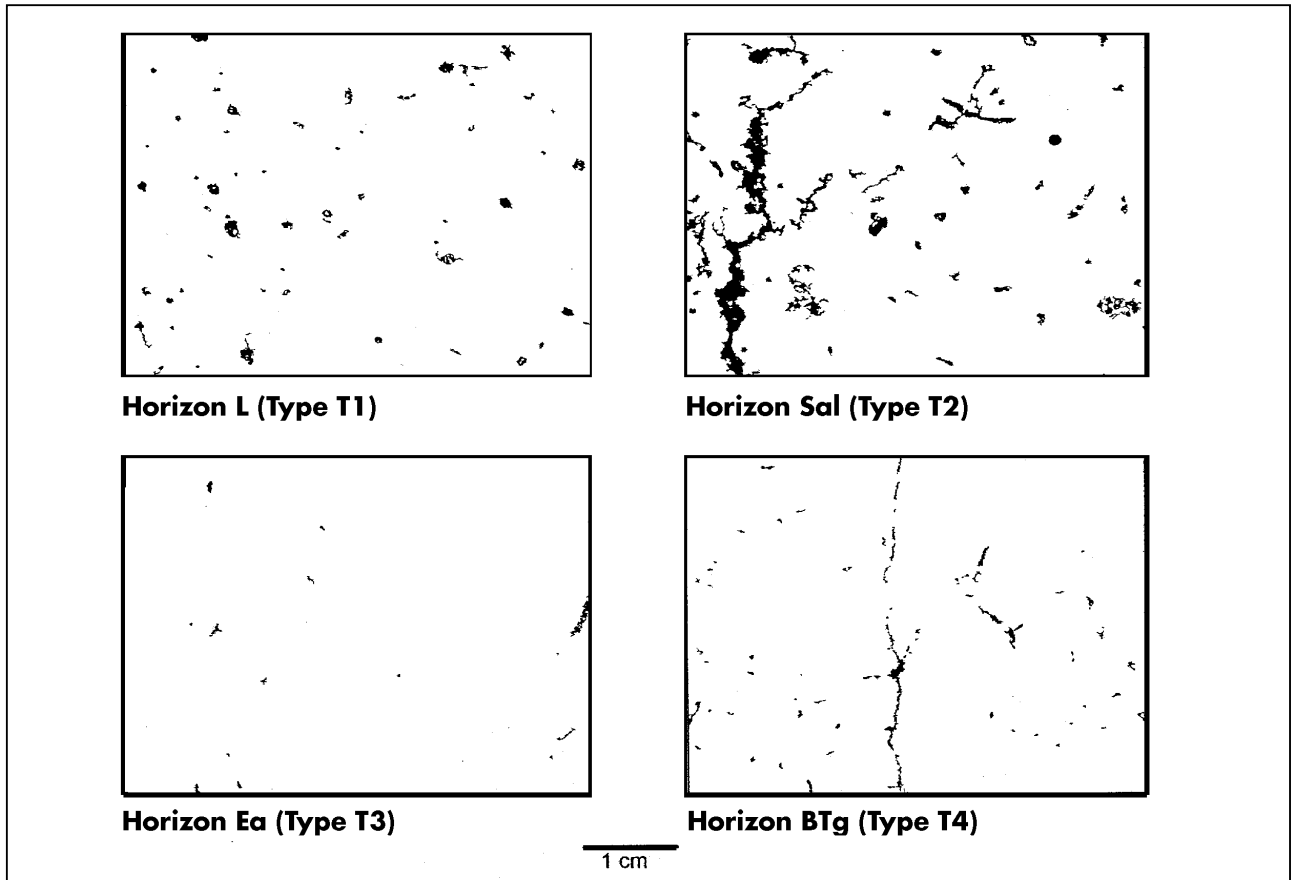 Horizon L (Type T1)
Horizon Sal (Type T2)
Horizon Ea (Type T3)
Horizon BTg (Type T4)
1 cm